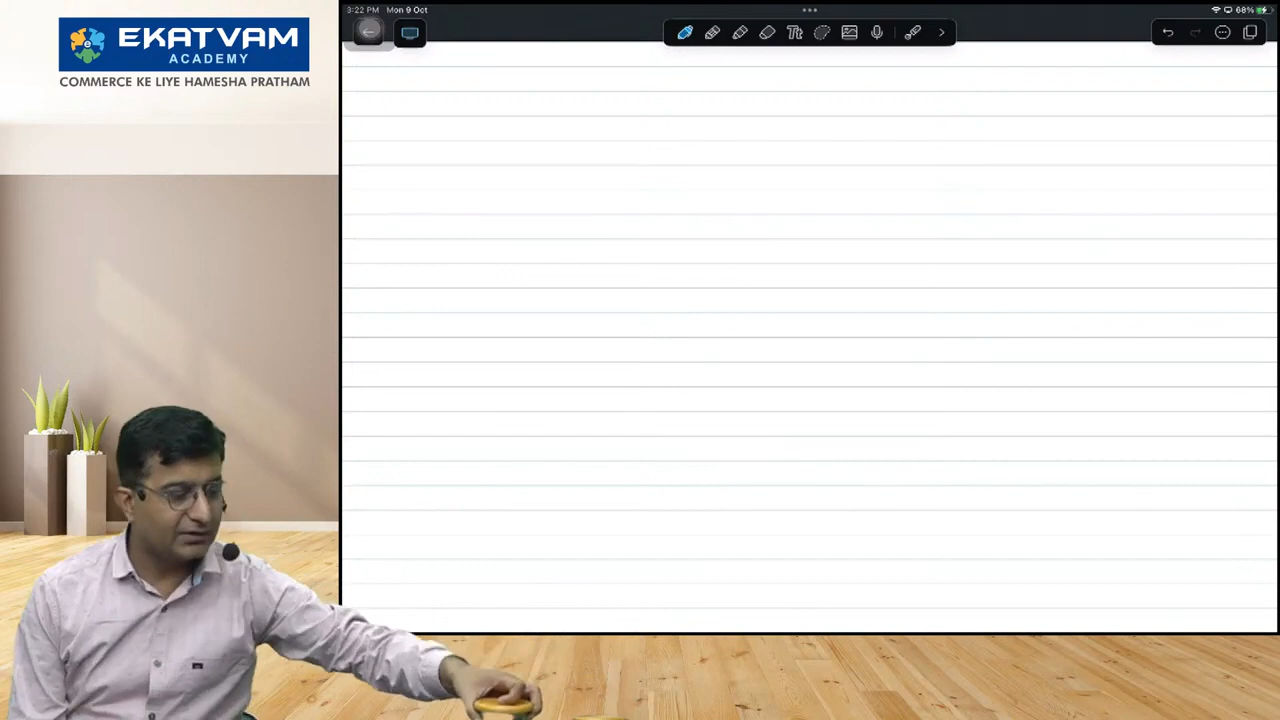 EKATVAM
ACADEMY
COMMERCE KE LIYE HAMESHA PRATHAM
3:22 PM Mon 9 Oct
68%